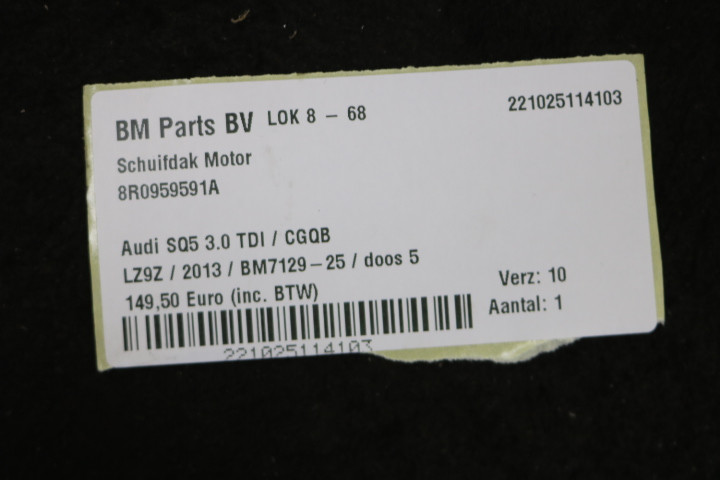 BM Parts BV LOK 8 - 68 221025114103
Schuifdak Motor
8R0959591A
Audi SQ5 3.0 TDI / CGQB
LZ9Z / 2013 / BM7129-25 / doos 5
149,50 Euro (inc. BTW) Verz: 10
Aantal: 1
221025114103